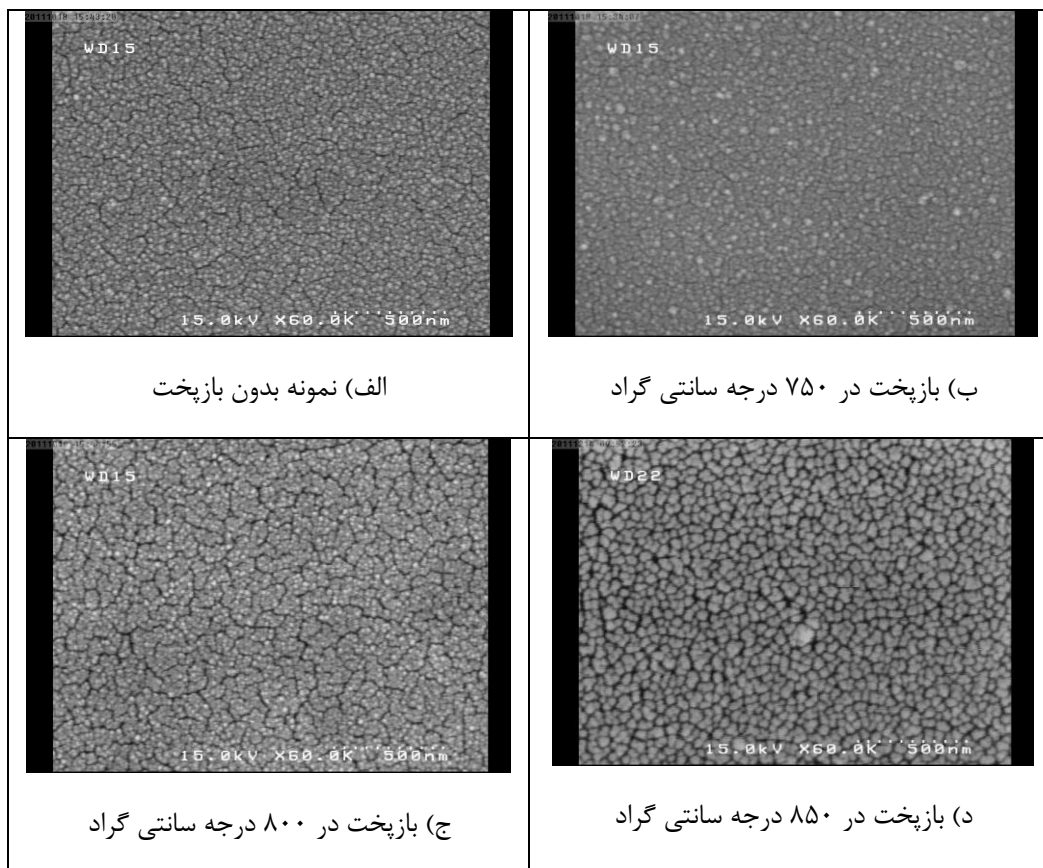 WD15
15.0kV X60.0K 500nm
الف) نمونه بدون بازپخت
WD15
15.0kV X60.0K 500nm
ب) بازپخت در ۷۵۰ درجه سانتی گراد
WD15
15.0kV X60.0K 500nm
ج) بازپخت در ۸۰۰ درجه سانتی گراد
WD22
15.0kV X60.0K 500nm
د) بازپخت در ۸۵۰ درجه سانتی گراد